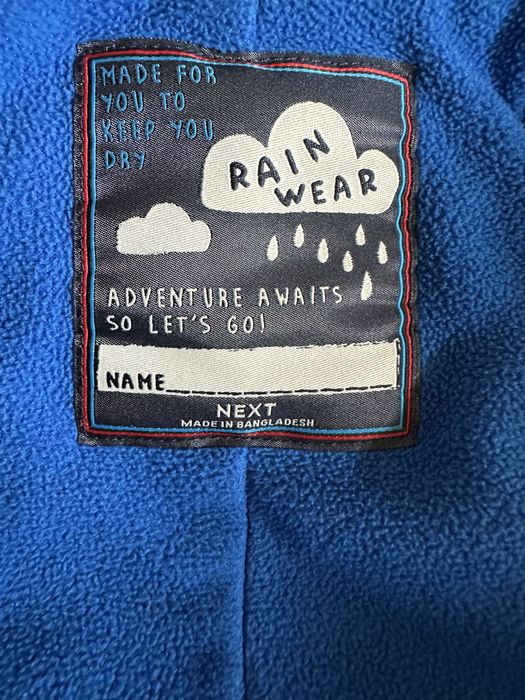 MADE FOR
YOU TO
KEEP YOU
DRY
RAIN
WEAR
ADVENTURE AWAITS
SO LET'S GO!
NAME
NEXT
MADE IN BANGLADESH